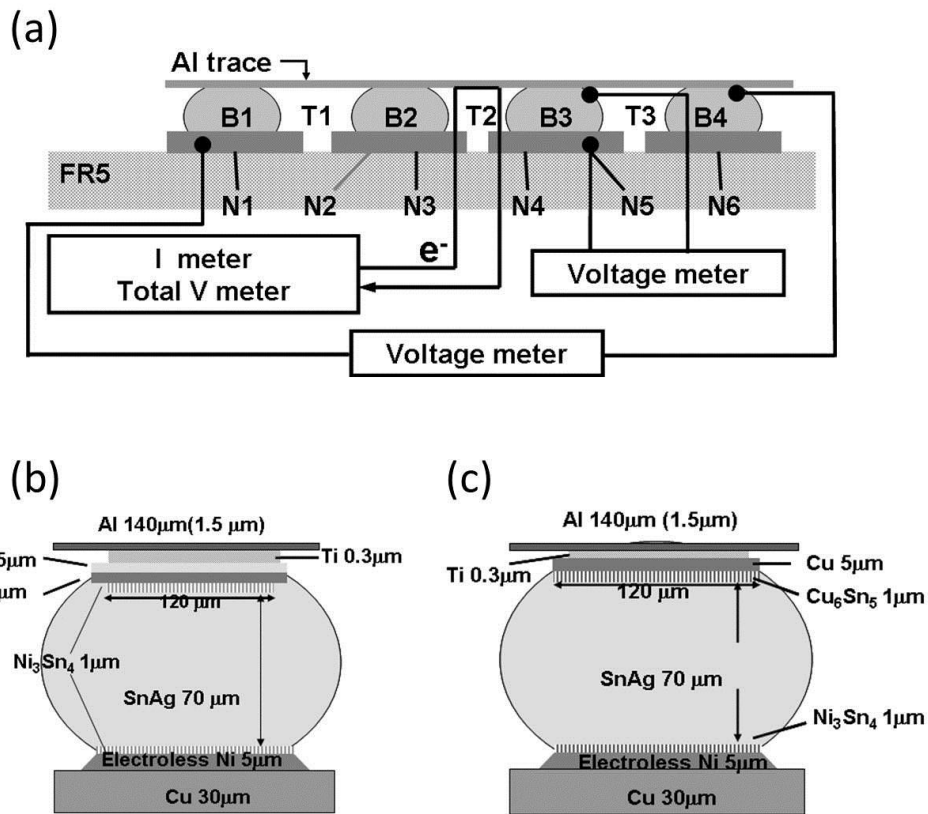 (a)
Al trace
B1 T1 B2 T2 B3 T3 B4
FR5
N1 N2 N3 N4 N5 N6
e-
I meter
Total V meter
Voltage meter
Voltage meter
(b)
Al 140μm(1.5 μm)
5μm
Ti 0.3μm
μm
120 μm
Ni3Sn4 1μm
SnAg 70 μm
Electroless Ni 5μm
Cu 30μm
(c)
Al 140μm (1.5μm)
Ti 0.3μm
Cu 5μm
120 μm
Cu6Sn5 1μm
SnAg 70 μm
Ni3Sn4 1μm
Electroless Ni 5μm
Cu 30μm